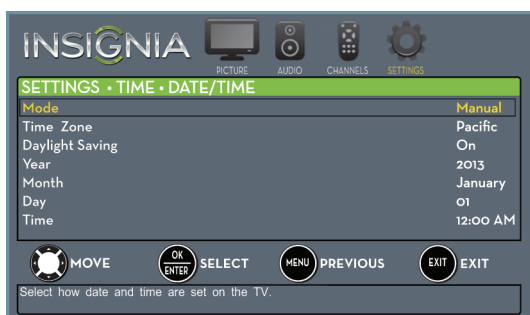 INSIGNIA
PICTURE AUDIO CHANNELS SETTINGS
SETTINGS • TIME • DATE/TIME
Mode Manual
Time Zone Pacific
Daylight Saving On
Year 2013
Month January
Day 01
Time 12:00 AM
MOVE OK ENTER SELECT MENU PREVIOUS EXIT EXIT
Select how date and time are set on the TV.